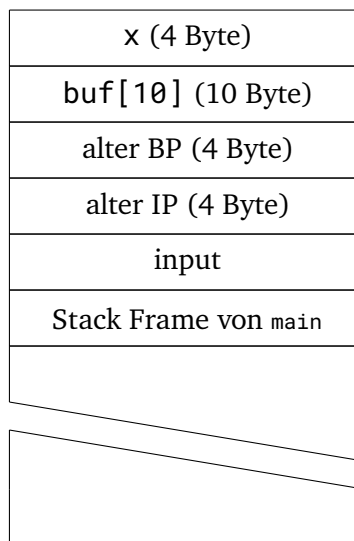 x (4 Byte)
buf[10] (10 Byte)
alter BP (4 Byte)
alter IP (4 Byte)
input
Stack Frame von main